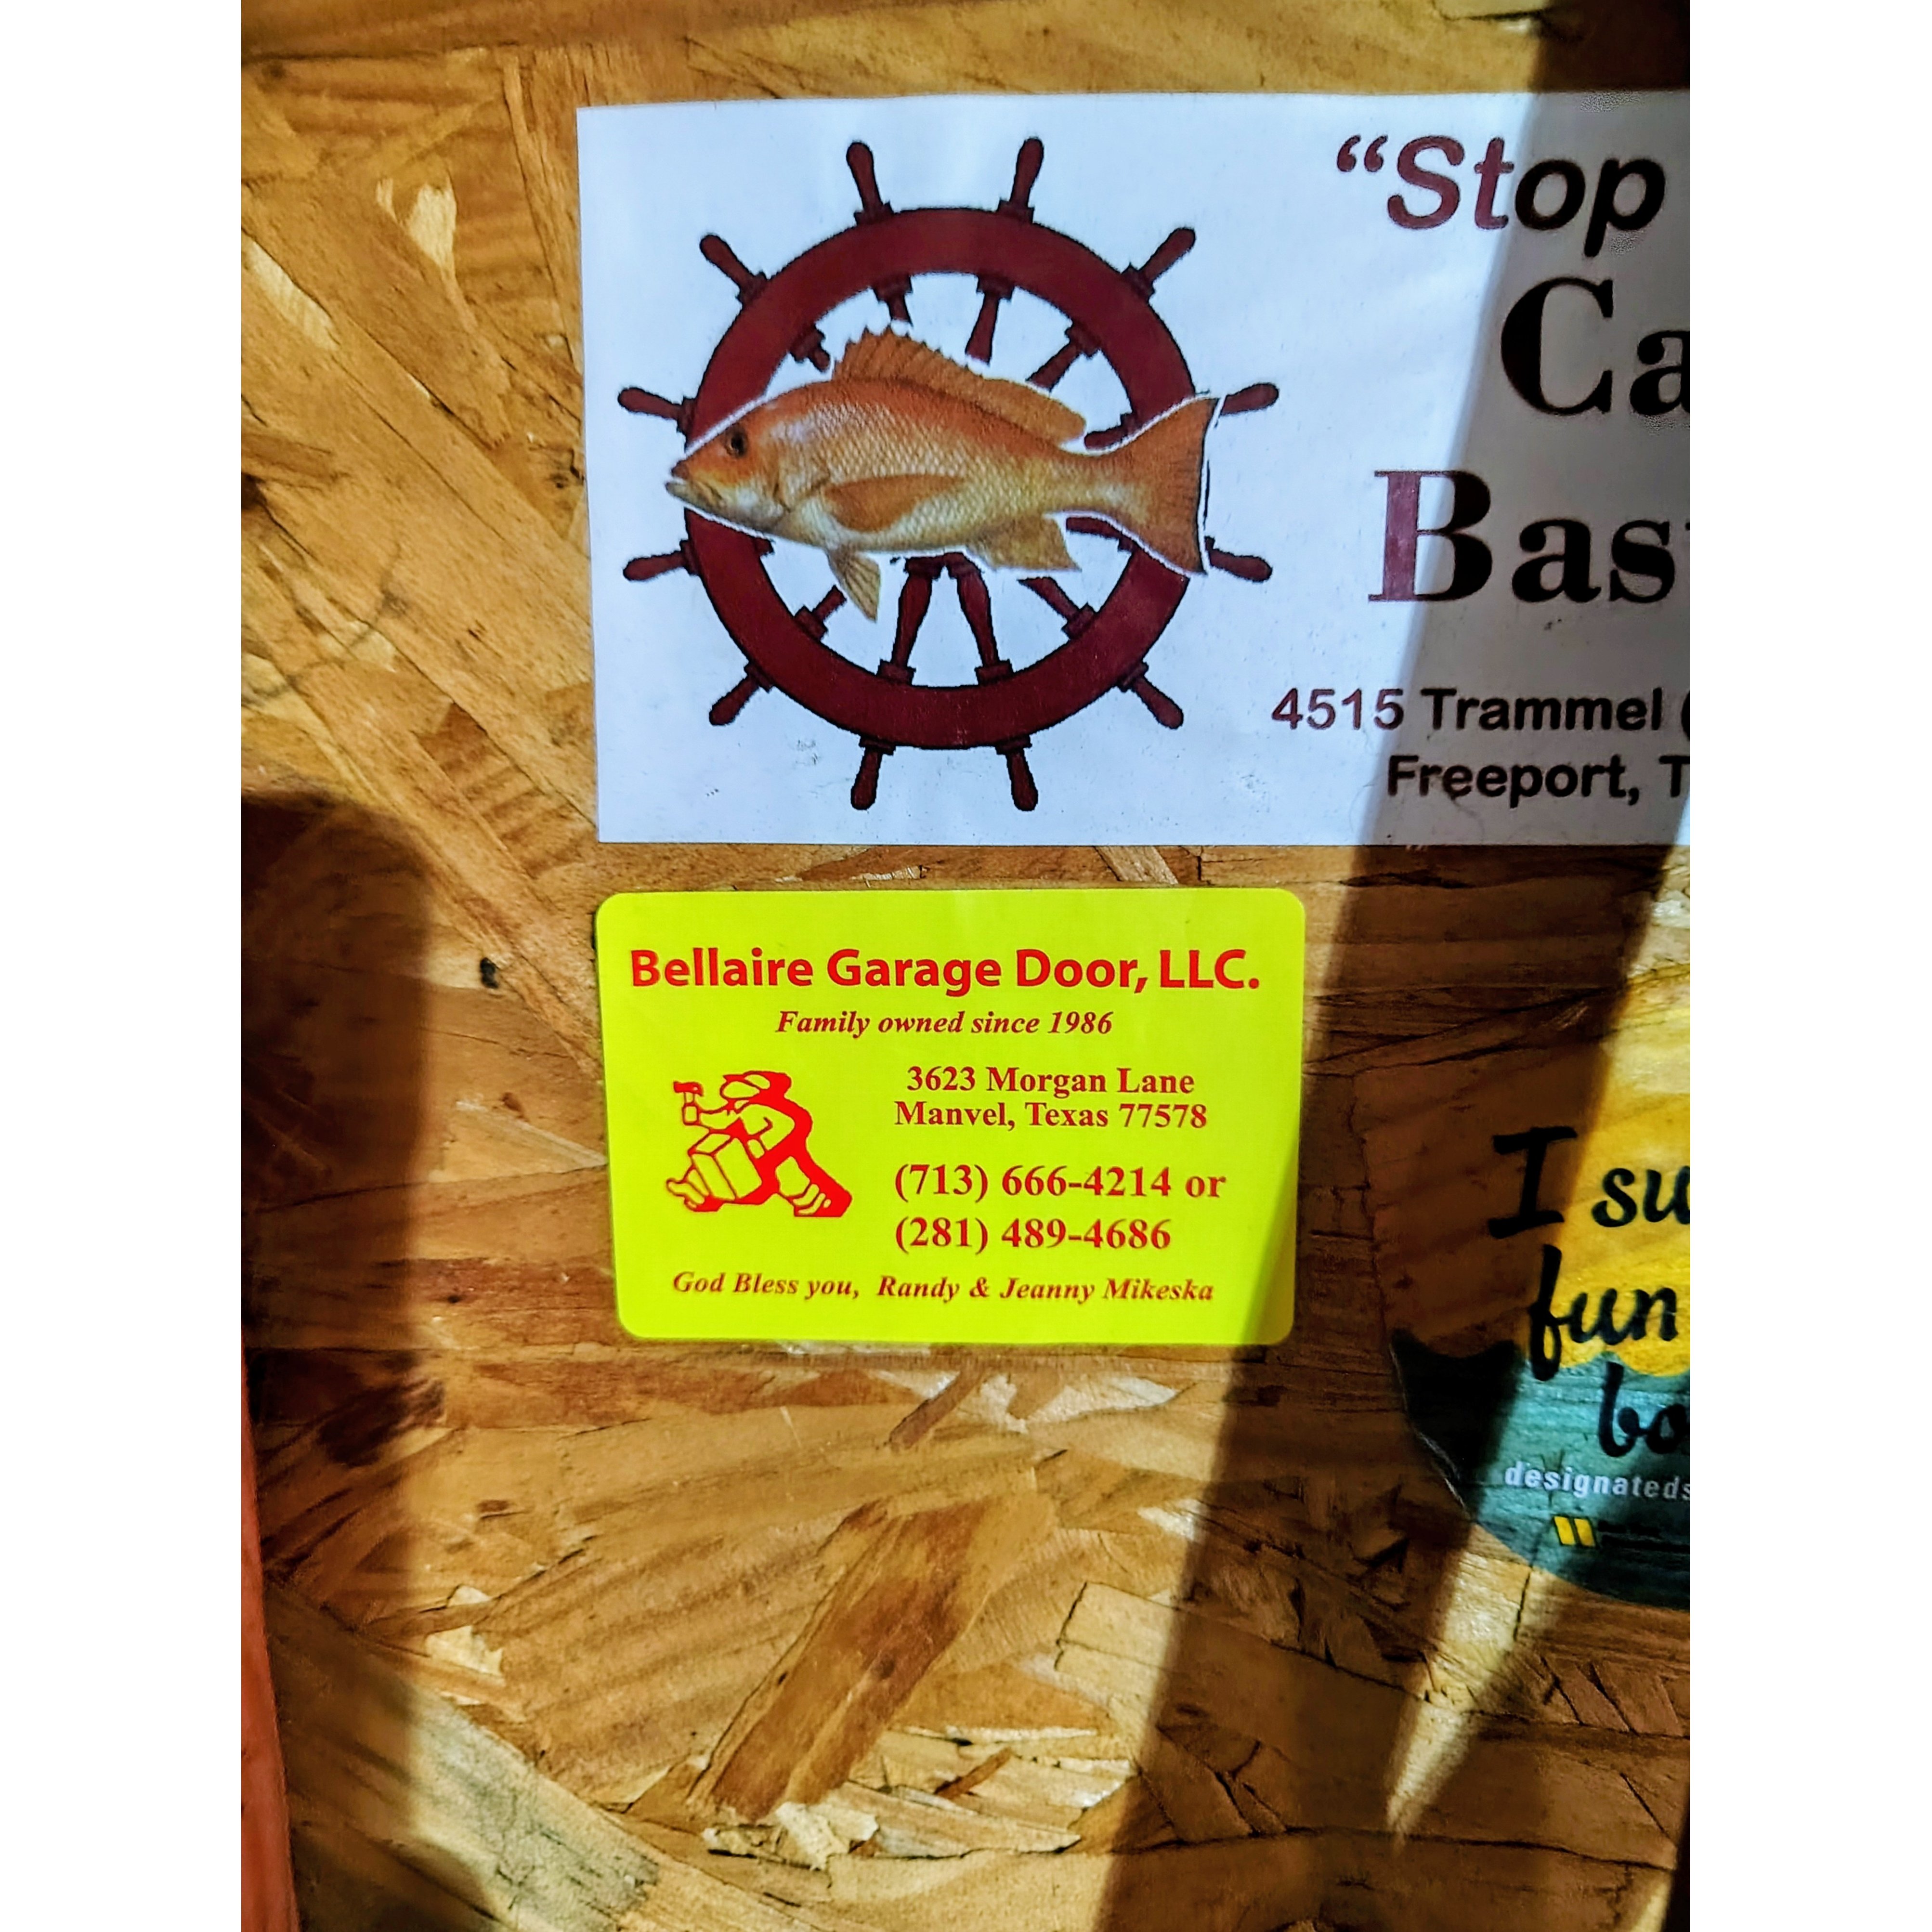 “Stop
Ca
Bas
4515 Trammel (
Freeport, T
Bellaire Garage Door, LLC.
Family owned since 1986
3623 Morgan Lane
Manvel, Texas 77578
(713) 666-4214 or
(281) 489-4686
God Bless you, Randy & Jeanny Mikeska
I su
fun
bo
designateds